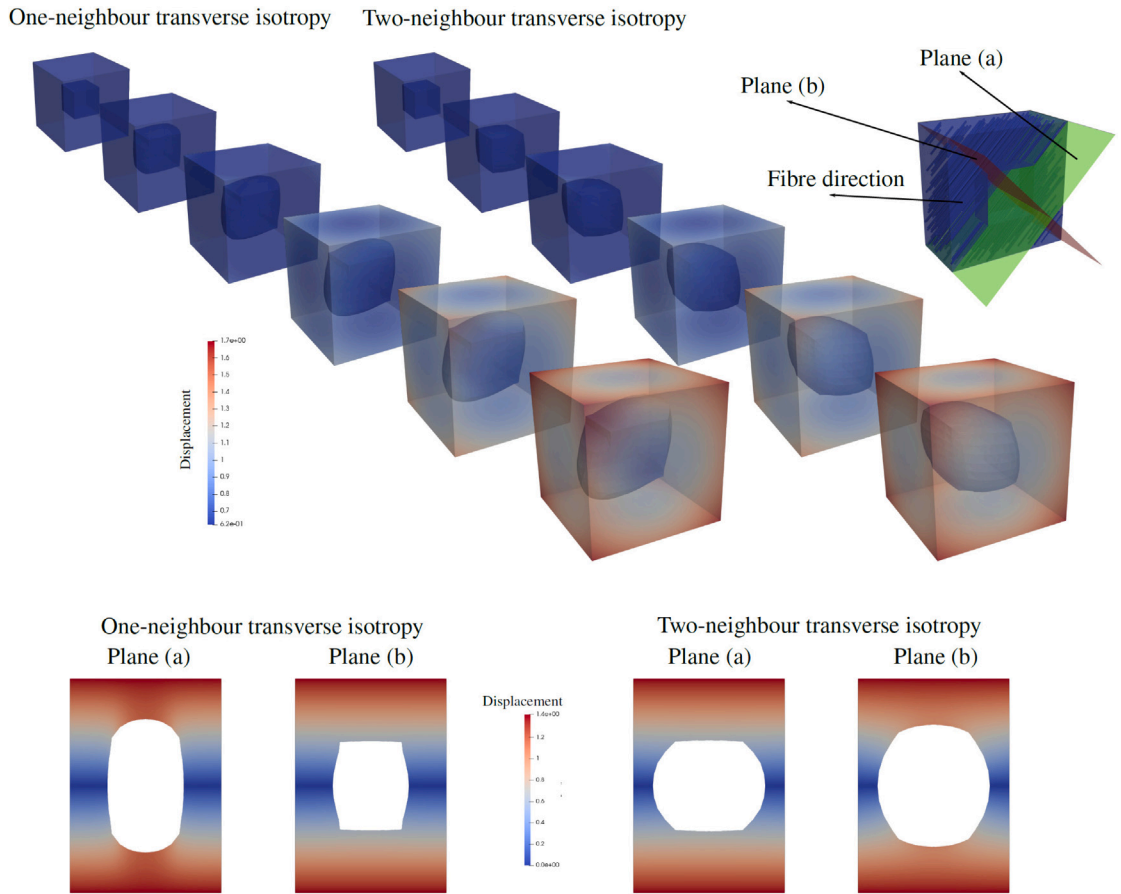 One-neighbour transverse isotropy
Two-neighbour transverse isotropy
Plane (a)
Plane (b)
Fibre direction
Displacement
1.7e+00
1.6
1.5
1.4
1.3
1.2
1.1
1
0.9
0.8
0.7
6.2e-01
One-neighbour transverse isotropy
Plane (a)
Plane (b)
Two-neighbour transverse isotropy
Plane (a)
Plane (b)
Displacement
1.4e+00
1.2
1
0.8
0.6
0.4
0.2
0.0e+00